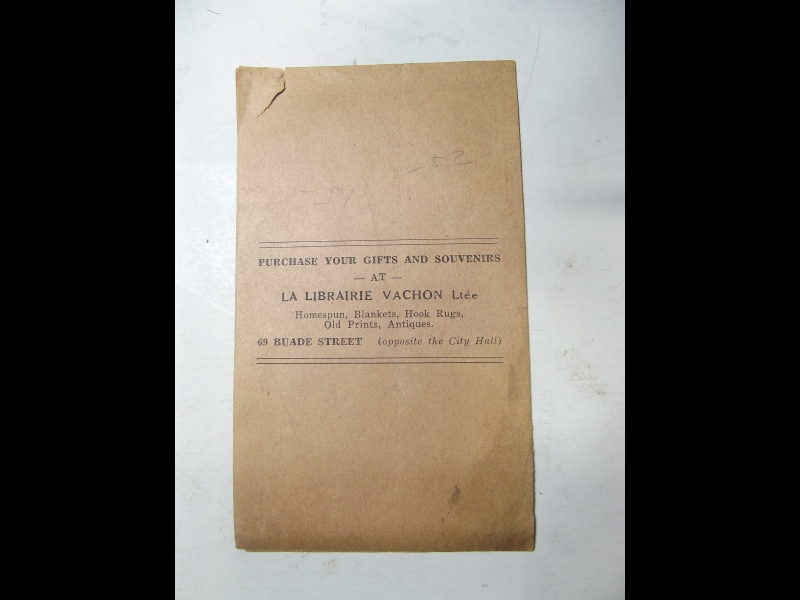 PURCHASE YOUR GIFTS AND SOUVENIRS
— AT —
LA LIBRAIRIE VACHON Ltée
Homespun, Blankets, Hook Rugs,
Old Prints, Antiques.
69 BUADE STREET (opposite the City Hall)